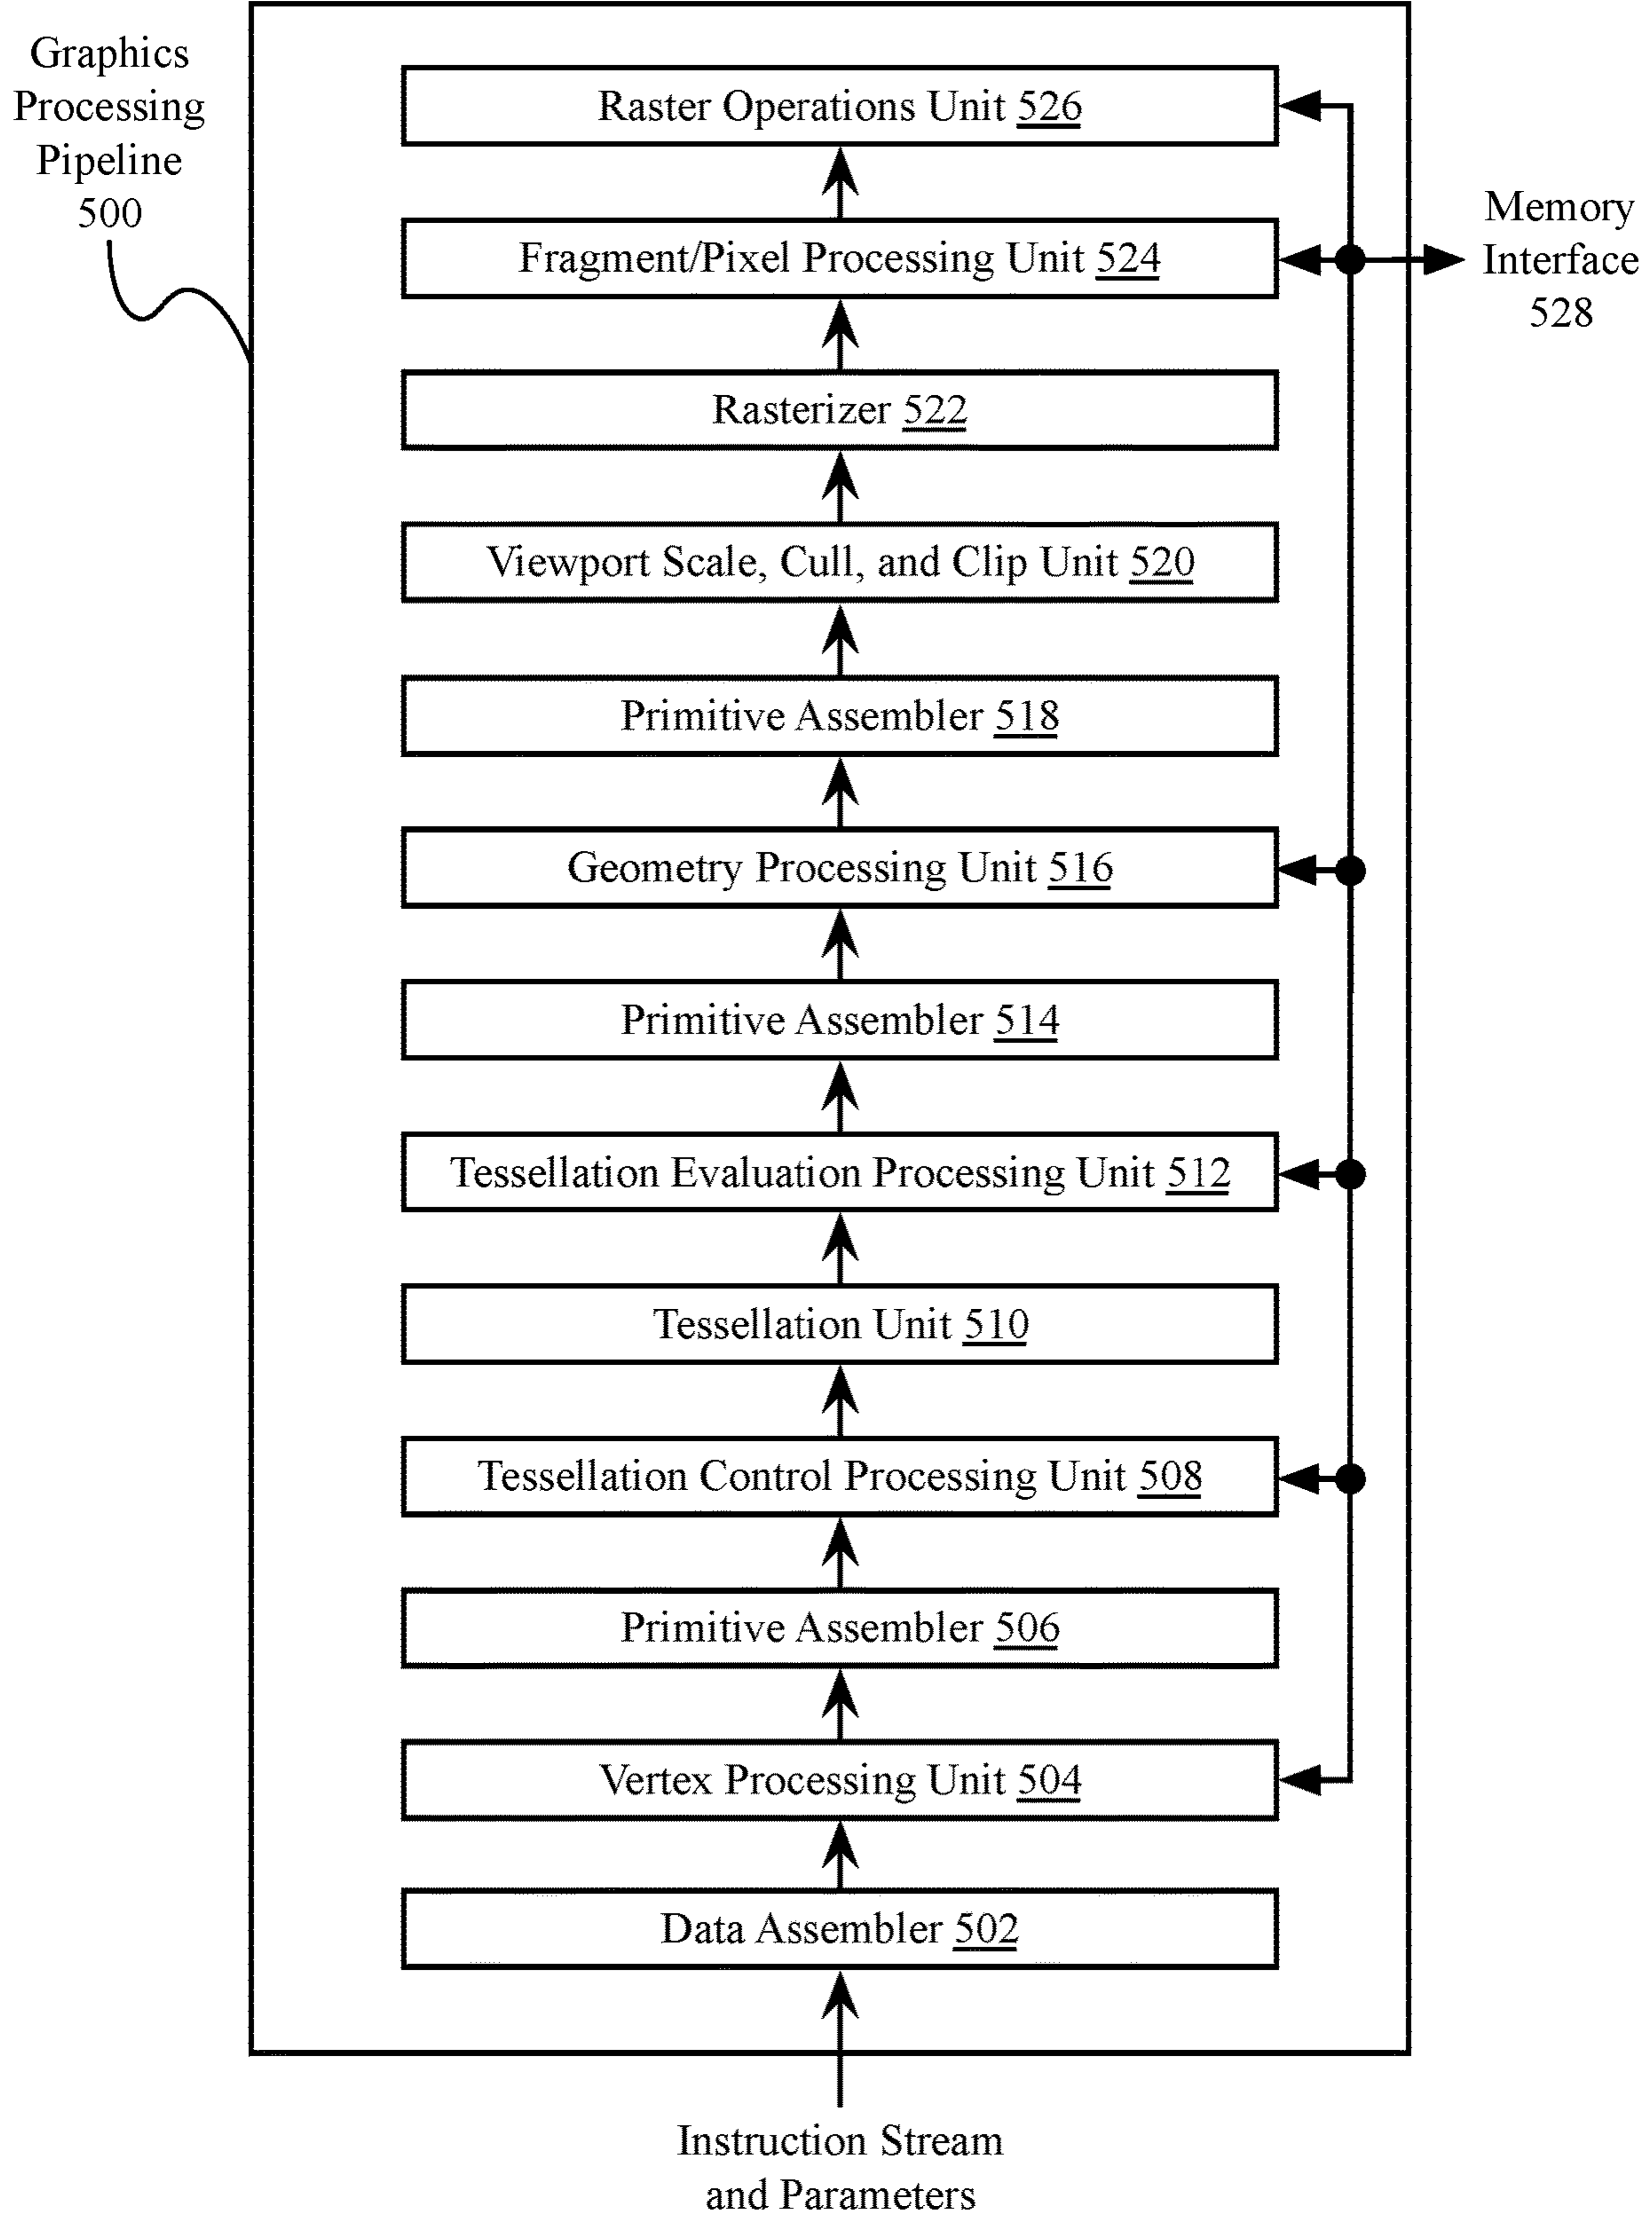 Graphics
Processing
Pipeline
500
Raster Operations Unit 526
Fragment/Pixel Processing Unit 524
Memory
Interface
528
Rasterizer 522
Viewport Scale, Cull, and Clip Unit 520
Primitive Assembler 518
Geometry Processing Unit 516
Primitive Assembler 514
Tessellation Evaluation Processing Unit 512
Tessellation Unit 510
Tessellation Control Processing Unit 508
Primitive Assembler 506
Vertex Processing Unit 504
Data Assembler 502
Instruction Stream
and Parameters